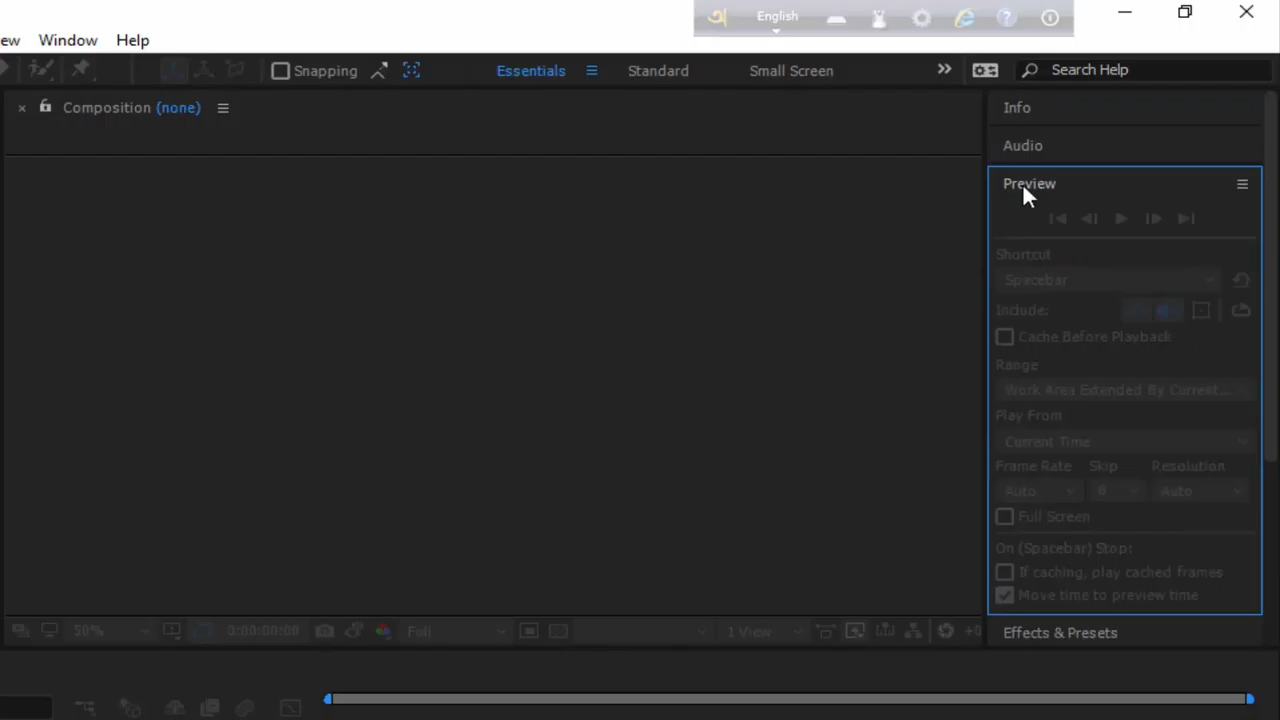 English
ew Window Help
Snapping Essentials Standard Small Screen Search Help
Composition (none)
Info
Audio
Preview
Shortcut
Spacebar
Include:
Cache Before Playback
Range
Work Area Extended By Current...
Play From
Current Time
Frame Rate Skip Resolution
Auto 0 Auto
Full Screen
On (Spacebar) Stop:
If caching, play cached frames
Move time to preview time
50% 0:00:00:00 Full 1 View +0
Effects & Presets